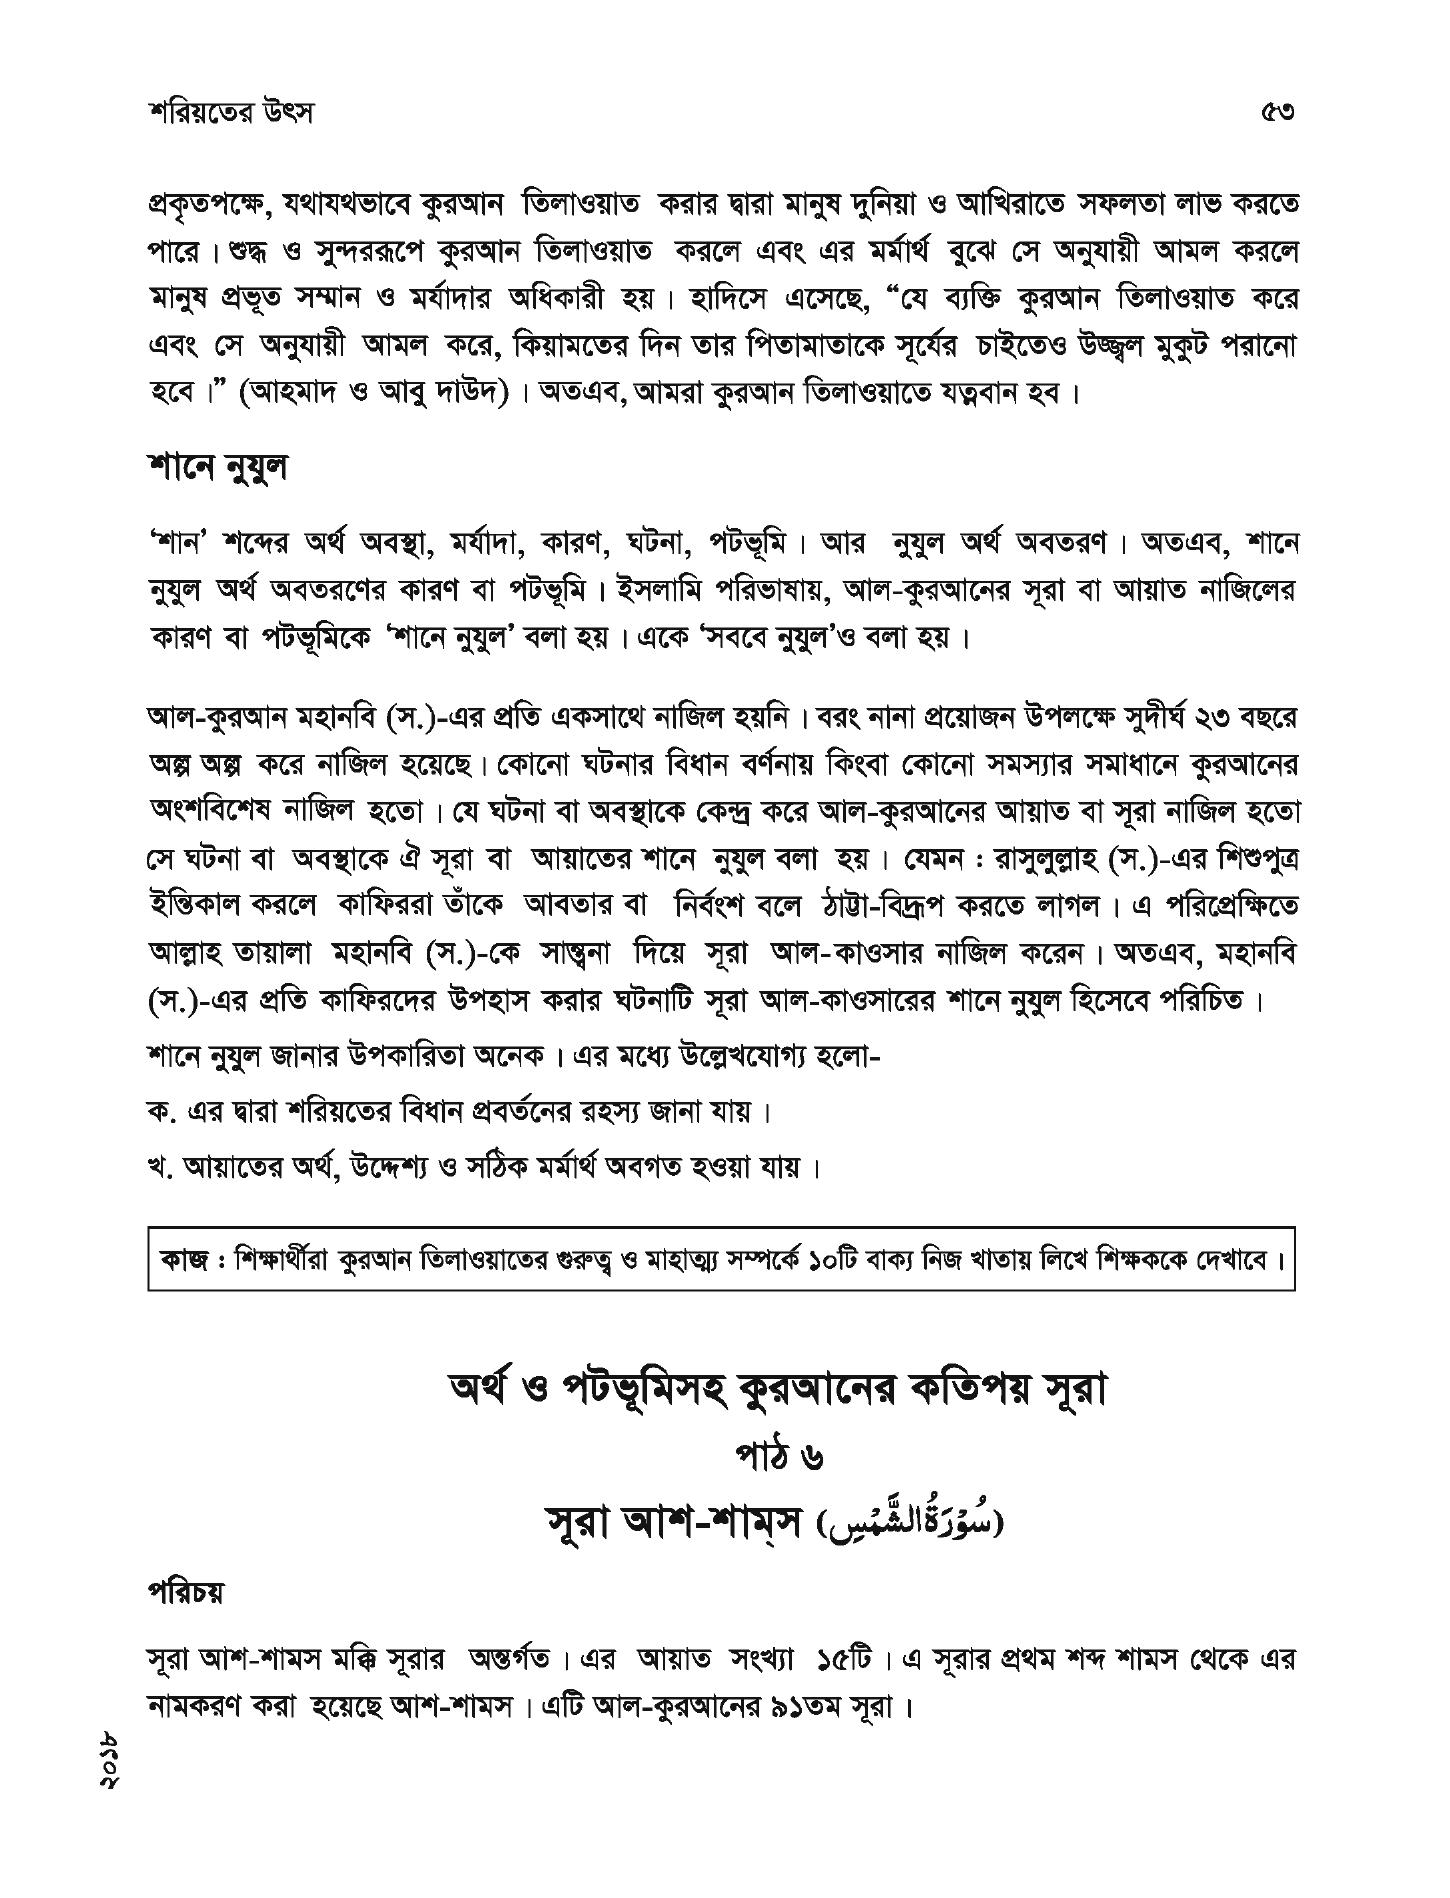 শরিয়তের উৎস ৫৩
প্রকৃতপক্ষে, যথাযথভাবে কুরআন তিলাওয়াত করার দ্বারা মানুষ দুনিয়া ও আখিরাতে সফলতা লাভ করতে
পারে। শুদ্ধ ও সুন্দররূপে কুরআন তিলাওয়াত করলে এবং এর মর্মার্থ বুঝে সে অনুযায়ী আমল করলে
মানুষ প্রভূত সম্মান ও মর্যাদার অধিকারী হয়। হাদিসে এসেছে, “যে ব্যক্তি কুরআন তিলাওয়াত করে
এবং সে অনুযায়ী আমল করে, কিয়ামতের দিন তার পিতামাতাকে সূর্যের চাইতেও উজ্জ্বল মুকুট পরানো
হবে।” (আহমাদ ও আবু দাউদ)। অতএব, আমরা কুরআন তিলাওয়াতে যত্নবান হব।
শানে নুযুল
‘শান’ শব্দের অর্থ অবস্থা, মর্যাদা, কারণ, ঘটনা, পটভূমি। আর নুযুল অর্থ অবতরণ। অতএব, শানে
নুযুল অর্থ অবতরণের কারণ বা পটভূমি। ইসলামি পরিভাষায়, আল-কুরআনের সূরা বা আয়াত নাজিলের
কারণ বা পটভূমিকে ‘শানে নুযুল’ বলা হয়। একে ‘সববে নুযুল’ও বলা হয়।
আল-কুরআন মহানবি (স.)-এর প্রতি একসাথে নাজিল হয়নি। বরং নানা প্রয়োজন উপলক্ষে সুদীর্ঘ ২৩ বছরে
অল্প অল্প করে নাজিল হয়েছে। কোনো ঘটনার বিধান বর্ণনায় কিংবা কোনো সমস্যার সমাধানে কুরআনের
অংশবিশেষ নাজিল হতো। যে ঘটনা বা অবস্থাকে কেন্দ্র করে আল-কুরআনের আয়াত বা সূরা নাজিল হতো
সে ঘটনা বা অবস্থাকে ঐ সূরা বা আয়াতের শানে নুযুল বলা হয়। যেমন : রাসুলুল্লাহ (স.)-এর শিশুপুত্র
ইন্তিকাল করলে কাফিররা তাঁকে আবতার বা নির্বংশ বলে ঠাট্টা-বিদ্রূপ করতে লাগল। এ পরিপ্রেক্ষিতে
আল্লাহ তায়ালা মহানবি (স.)-কে সান্ত্বনা দিয়ে সূরা আল-কাওসার নাজিল করেন। অতএব, মহানবি
(স.)-এর প্রতি কাফিরদের উপহাস করার ঘটনাটি সূরা আল-কাওসারের শানে নুযুল হিসেবে পরিচিত।
শানে নুযুল জানার উপকারিতা অনেক। এর মধ্যে উল্লেখযোগ্য হলো-
ক. এর দ্বারা শরিয়তের বিধান প্রবর্তনের রহস্য জানা যায়।
খ. আয়াতের অর্থ, উদ্দেশ্য ও সঠিক মর্মার্থ অবগত হওয়া যায়।
কাজ : শিক্ষার্থীরা কুরআন তিলাওয়াতের গুরুত্ব ও মাহাত্ম্য সম্পর্কে ১০টি বাক্য নিজ খাতায় লিখে শিক্ষককে দেখাবে।
অর্থ ও পটভূমিসহ কুরআনের কতিপয় সূরা
পাঠ ৬
সূরা আশ-শাম্‌স (سُوْرَةُ الشَّمْسِ)
পরিচয়
সূরা আশ-শামস মক্কি সূরার অন্তর্গত। এর আয়াত সংখ্যা ১৫টি। এ সূরার প্রথম শব্দ শামস থেকে এর
নামকরণ করা হয়েছে আশ-শামস। এটি আল-কুরআনের ৯১তম সূরা।
২০১৮